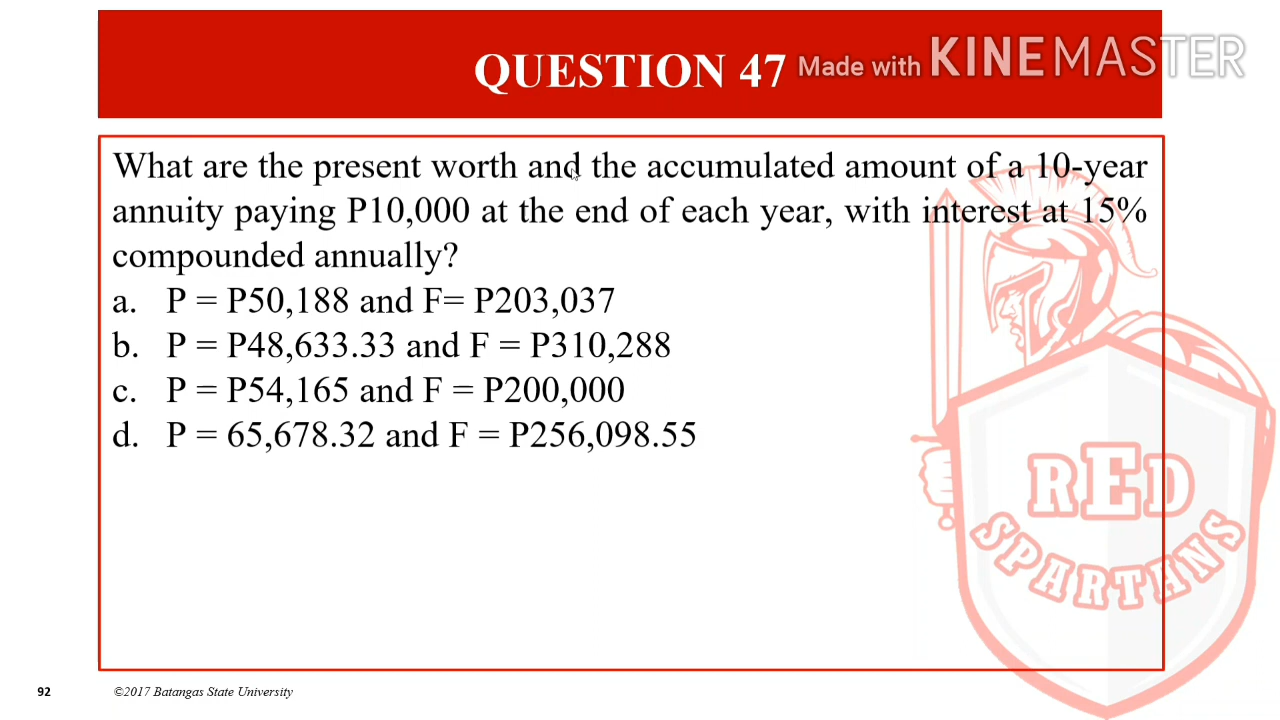 QUESTION 47
Made with KINEMASTER
What are the present worth and the accumulated amount of a 10-year
annuity paying P10,000 at the end of each year, with interest at 15%
compounded annually?
a. P = P50,188 and F= P203,037
b. P = P48,633.33 and F = P310,288
c. P = P54,165 and F = P200,000
d. P = 65,678.32 and F = P256,098.55
RED
SPARTANS
92 ©2017 Batangas State University